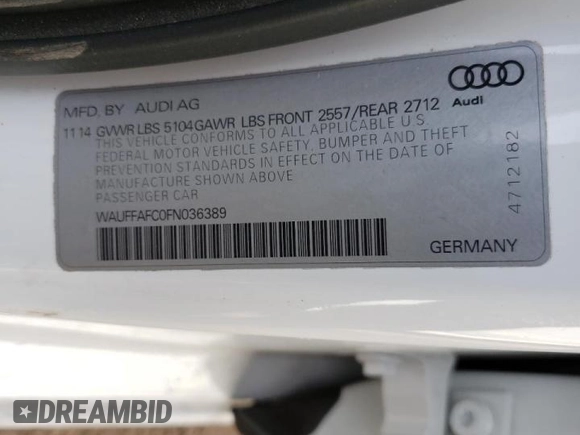 MFD. BY AUDI AG
Audi
11 14 GVWR LBS 5104 GAWR LBS FRONT 2557/REAR 2712
THIS VEHICLE CONFORMS TO ALL APPLICABLE U.S.
FEDERAL MOTOR VEHICLE SAFETY, BUMPER AND THEFT
PREVENTION STANDARDS IN EFFECT ON THE DATE OF
MANUFACTURE SHOWN ABOVE
PASSENGER CAR
WAUFFAFC0FN036389
GERMANY
4712182
DREAMBID